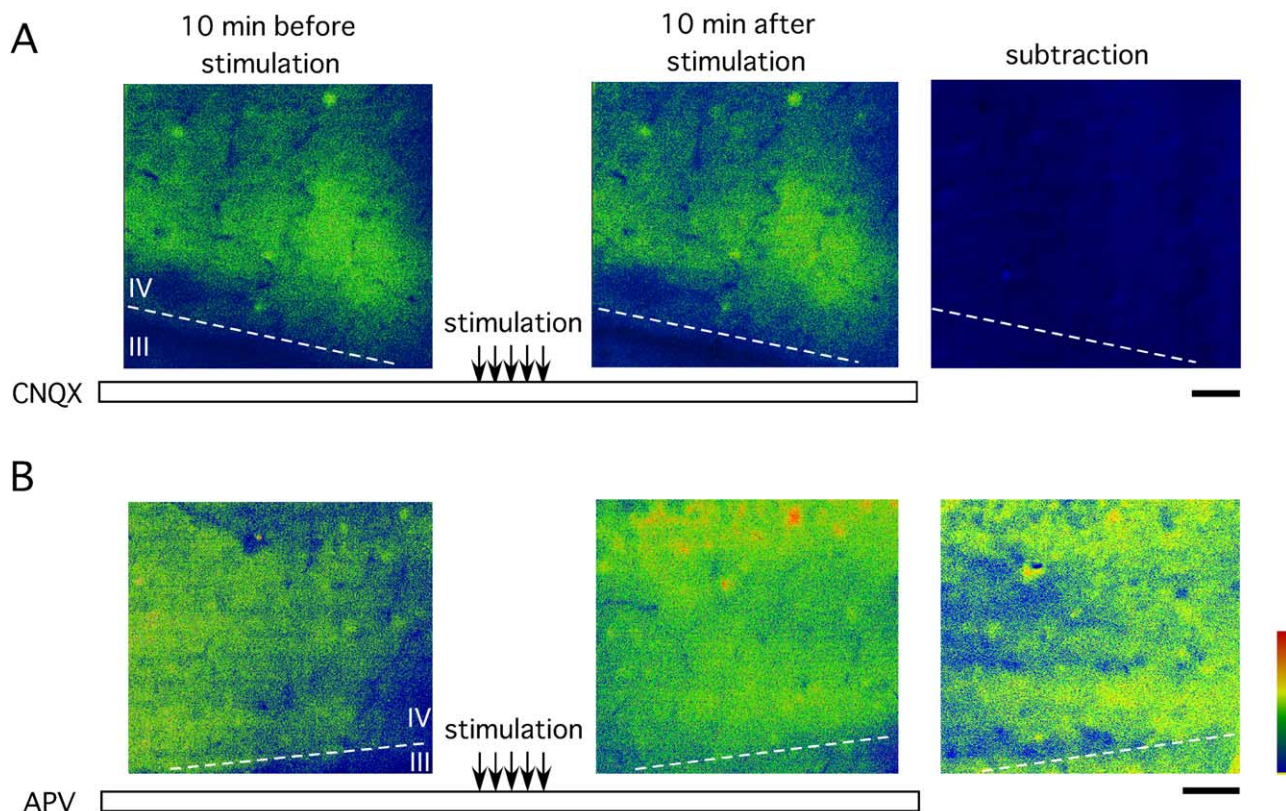 A
10 min before
stimulation
10 min after
stimulation
subtraction
IV
III
stimulation
CNQX
B
IV
III
stimulation
APV